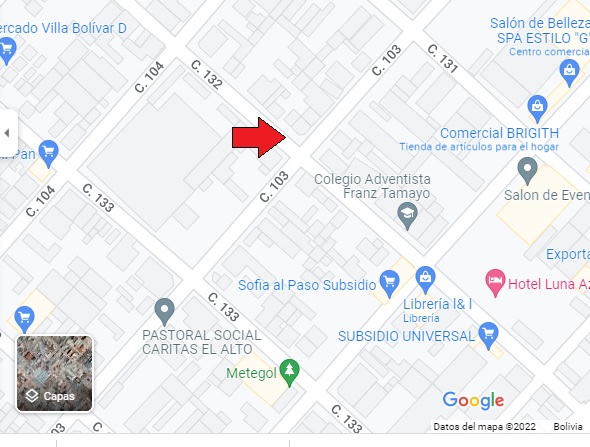 Salón de Belleza
SPA ESTILO "G"
Centro comercia
ercado Villa Bolívar D
C. 103
C. 131
C. 104
C. 132
Comercial BRIGITH
Tienda de artículos para el hogar
Pan
C. 103
Colegio Adventista
Franz Tamayo
Salon de Even
C. 104
C. 133
Exporta
Sofia al Paso Subsidio
Hotel Luna Az
Librería l& l
Librería
C. 133
PASTORAL SOCIAL
CARITAS EL ALTO
SUBSIDIO UNIVERSAL
Metegol
Capas
Google
C. 133
Datos del mapa ©2022
Bolivia